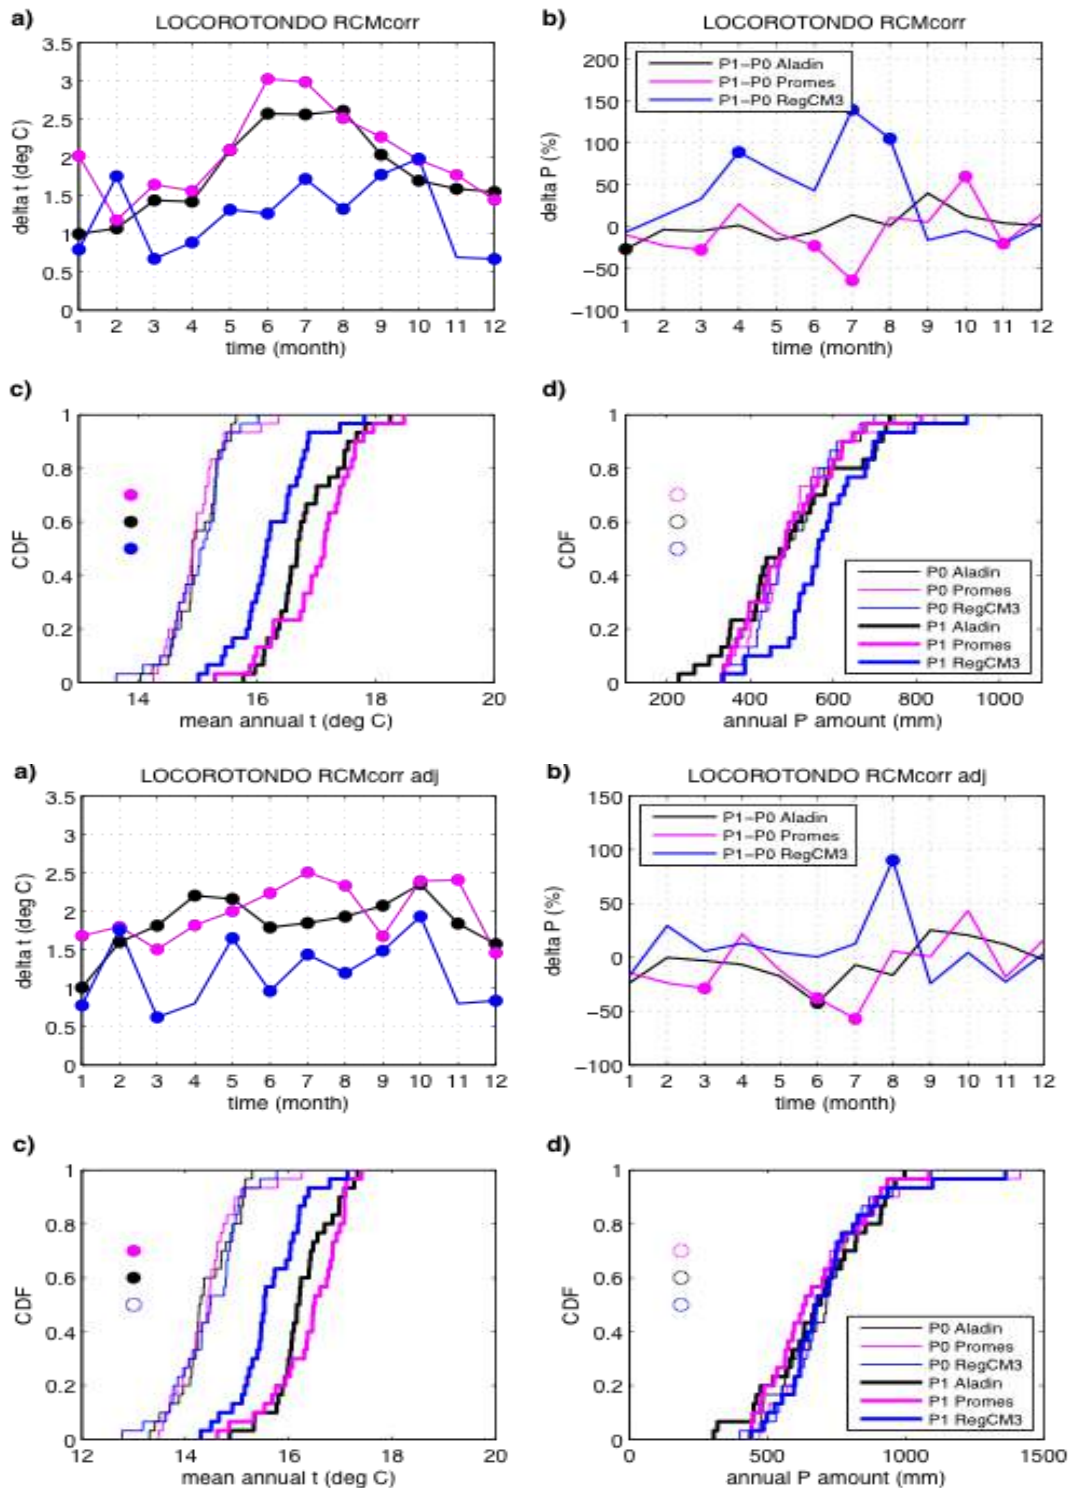 a)
LOCOROTONDO RCMcorr
3.5
3
2.5
2
1.5
1
0.5
0
delta t (deg C)
1 2 3 4 5 6 7 8 9 10 11 12
time (month)
b)
LOCOROTONDO RCMcorr
P1-P0 Aladin
P1-P0 Promes
P1-P0 RegCM3
200
150
100
50
0
-50
-100
delta P (%)
1 2 3 4 5 6 7 8 9 10 11 12
time (month)
c)
1
0.8
0.6
0.4
0.2
0
CDF
14 16 18 20
mean annual t (deg C)
d)
1
0.8
0.6
0.4
0.2
0
CDF
P0 Aladin
P0 Promes
P0 RegCM3
P1 Aladin
P1 Promes
P1 RegCM3
200 400 600 800 1000
annual P amount (mm)
a)
LOCOROTONDO RCMcorr adj
3.5
3
2.5
2
1.5
1
0.5
0
delta t (deg C)
1 2 3 4 5 6 7 8 9 10 11 12
time (month)
b)
LOCOROTONDO RCMcorr adj
P1-P0 Aladin
P1-P0 Promes
P1-P0 RegCM3
150
100
50
0
-50
-100
delta P (%)
1 2 3 4 5 6 7 8 9 10 11 12
time (month)
c)
1
0.8
0.6
0.4
0.2
0
CDF
12 14 16 18 20
mean annual t (deg C)
d)
1
0.8
0.6
0.4
0.2
0
CDF
P0 Aladin
P0 Promes
P0 RegCM3
P1 Aladin
P1 Promes
P1 RegCM3
0 500 1000 1500
annual P amount (mm)